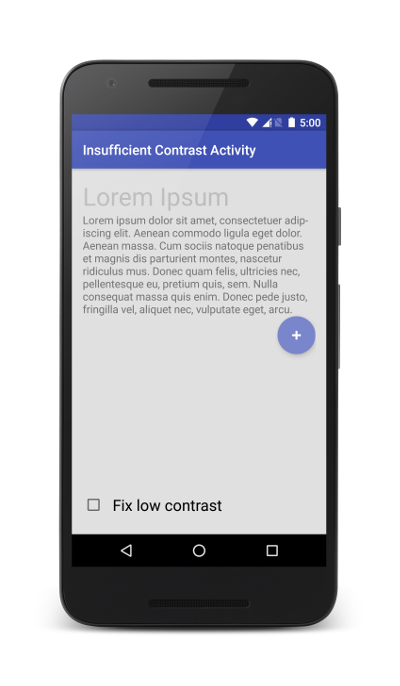 5:00
Insufficient Contrast Activity
Lorem Ipsum
Lorem ipsum dolor sit amet, consectetuer adip-
iscing elit. Aenean commodo ligula eget dolor.
Aenean massa. Cum sociis natoque penatibus
et magnis dis parturient montes, nascetur
ridiculus mus. Donec quam felis, ultricies nec,
pellentesque eu, pretium quis, sem. Nulla
consequat massa quis enim. Donec pede justo,
fringilla vel, aliquet nec, vulputate eget, arcu.
+
Fix low contrast